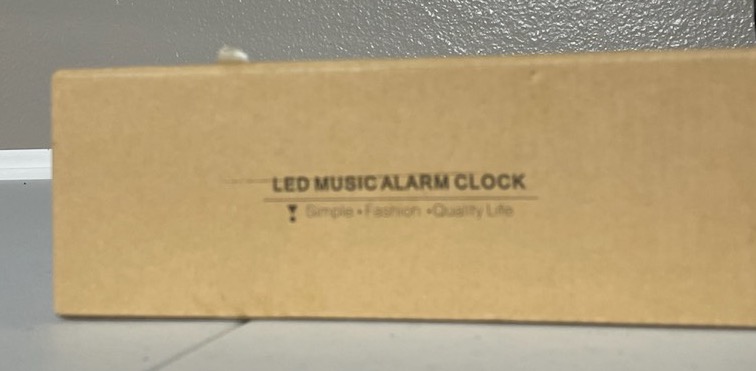 LED MUSIC ALARM CLOCK
Simple • Fashion • Quality Life